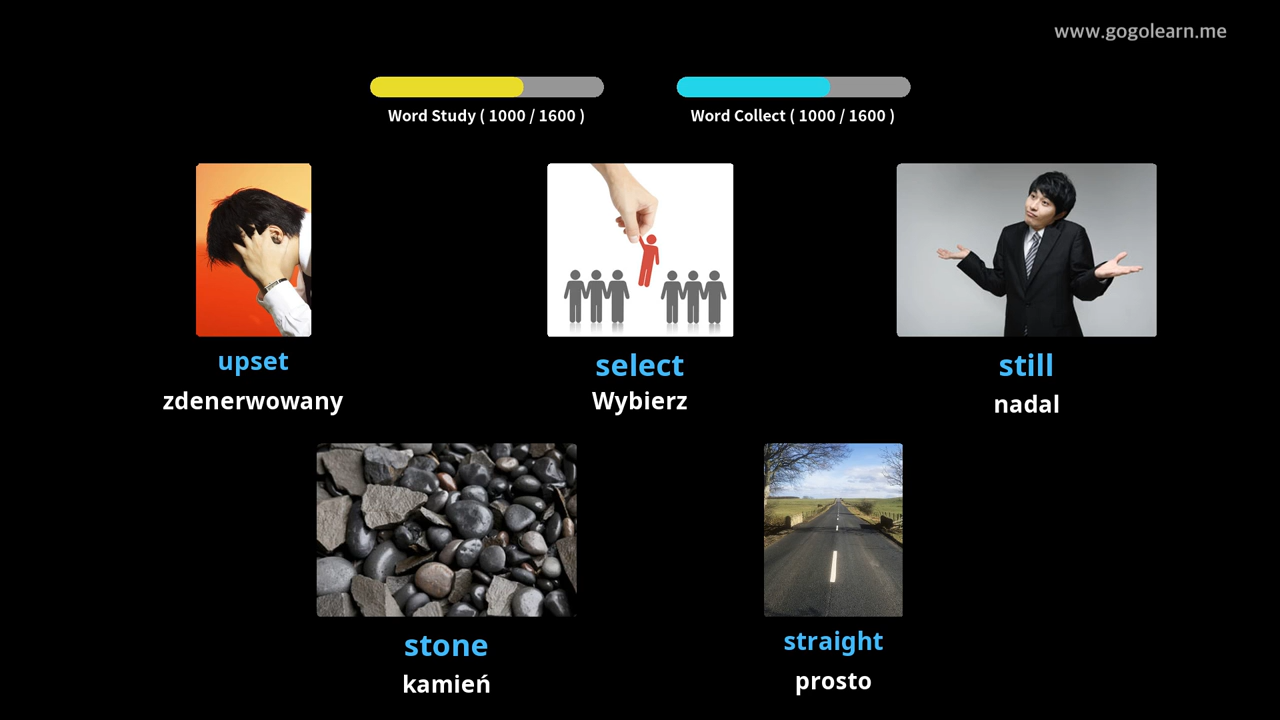 www.gogolearn.me
Word Study ( 1000 / 1600 )
Word Collect ( 1000 / 1600 )
upset
zdenerwowany
select
Wybierz
still
nadal
stone
kamień
straight
prosto